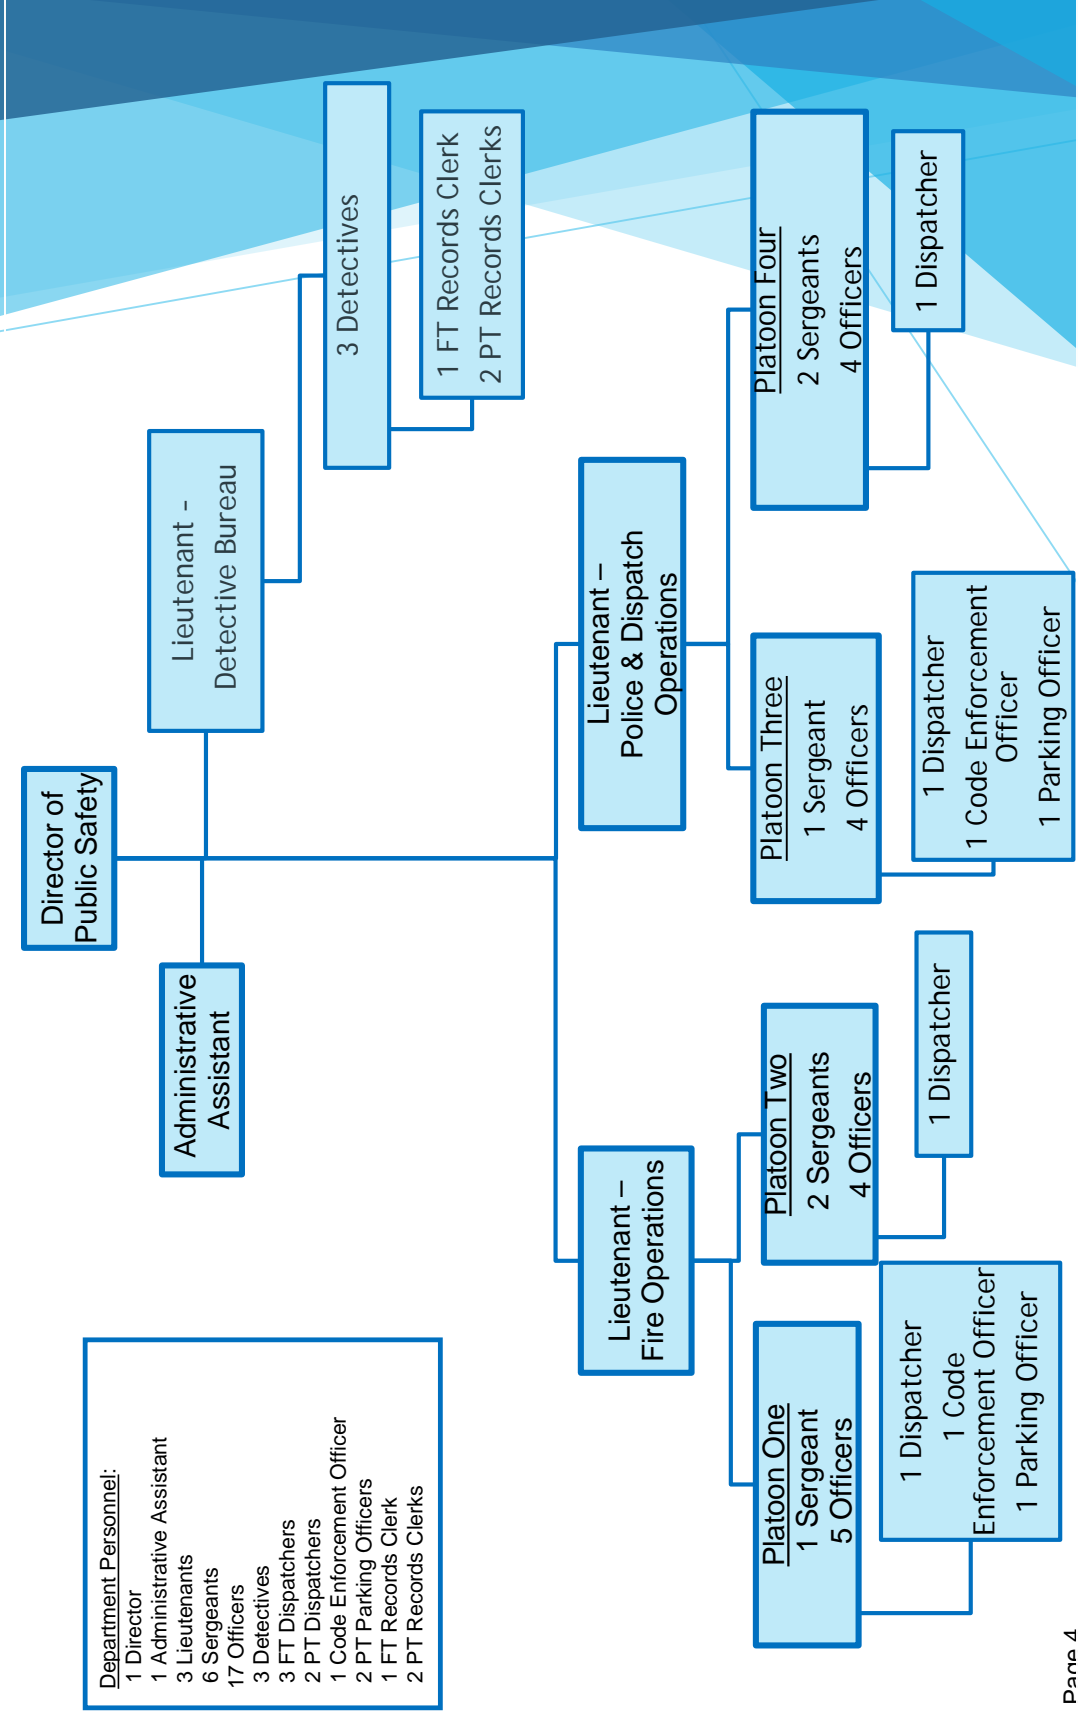 Director of
Public Safety
Administrative
Assistant
Lieutenant -
Detective Bureau
3 Detectives
1 FT Records Clerk
2 PT Records Clerks
Department Personnel:
1 Director
1 Administrative Assistant
3 Lieutenants
6 Sergeants
17 Officers
3 Detectives
3 FT Dispatchers
2 PT Dispatchers
1 Code Enforcement Officer
2 PT Parking Officers
1 FT Records Clerk
2 PT Records Clerks
Lieutenant –
Fire Operations
Lieutenant –
Police & Dispatch
Operations
Platoon One
1 Sergeant
5 Officers
Platoon Two
2 Sergeants
4 Officers
Platoon Three
1 Sergeant
4 Officers
Platoon Four
2 Sergeants
4 Officers
1 Dispatcher
1 Code
Enforcement Officer
1 Parking Officer
1 Dispatcher
1 Dispatcher
1 Code Enforcement
Officer
1 Parking Officer
1 Dispatcher
Page 4